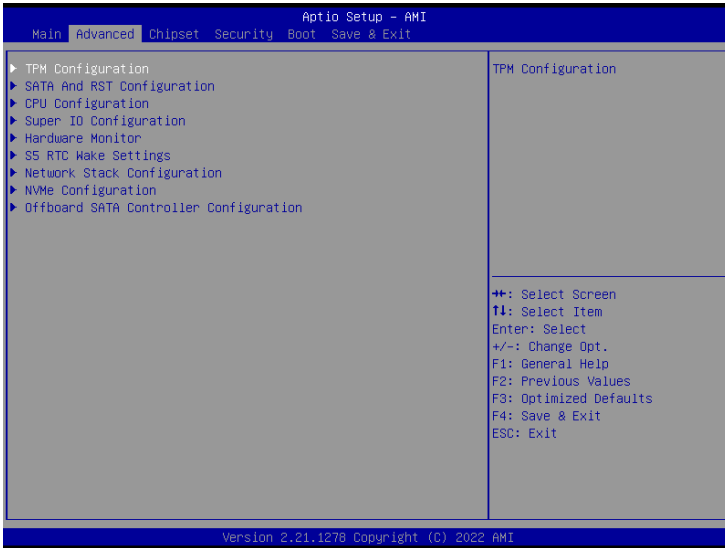 Aptio Setup – AMI
Main Advanced Chipset Security Boot Save & Exit
TPM Configuration
SATA And RST Configuration
CPU Configuration
Super IO Configuration
Hardware Monitor
S5 RTC Wake Settings
Network Stack Configuration
NVMe Configuration
Offboard SATA Controller Configuration
TPM Configuration
→←: Select Screen
↑↓: Select Item
Enter: Select
+/-: Change Opt.
F1: General Help
F2: Previous Values
F3: Optimized Defaults
F4: Save & Exit
ESC: Exit
Version 2.21.1278 Copyright (C) 2022 AMI